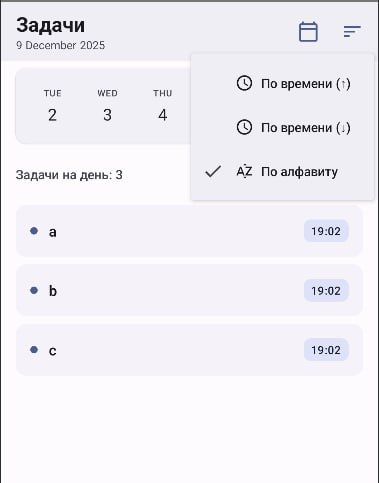 Задачи
9 December 2025
По времени (↑)
По времени (↓)
По алфавиту
TUE WED THU
2 3 4
Задачи на день: 3
a 19:02
b 19:02
c 19:02